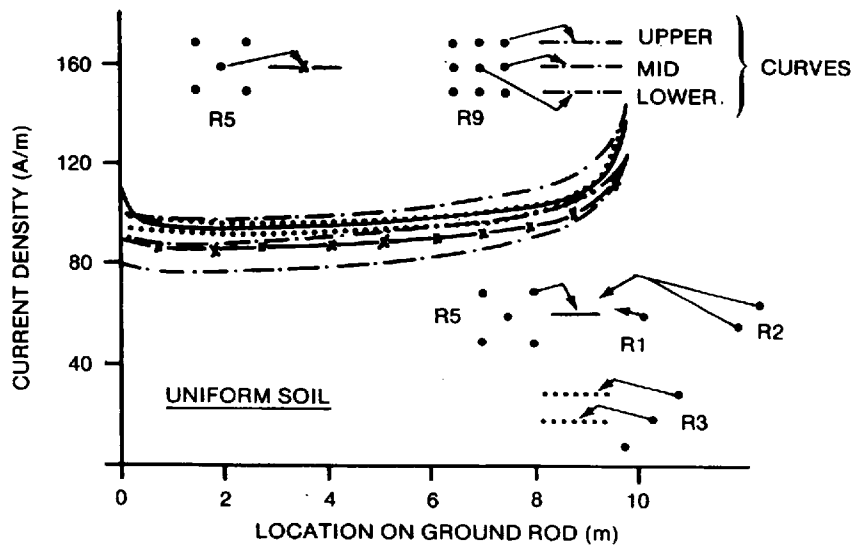 UPPER
MID
LOWER.
CURVES
R5
R9
160
120
80
40
0
CURRENT DENSITY (A/m)
R5
R1
R2
R3
UNIFORM SOIL
0
2
4
6
8
10
LOCATION ON GROUND ROD (m)